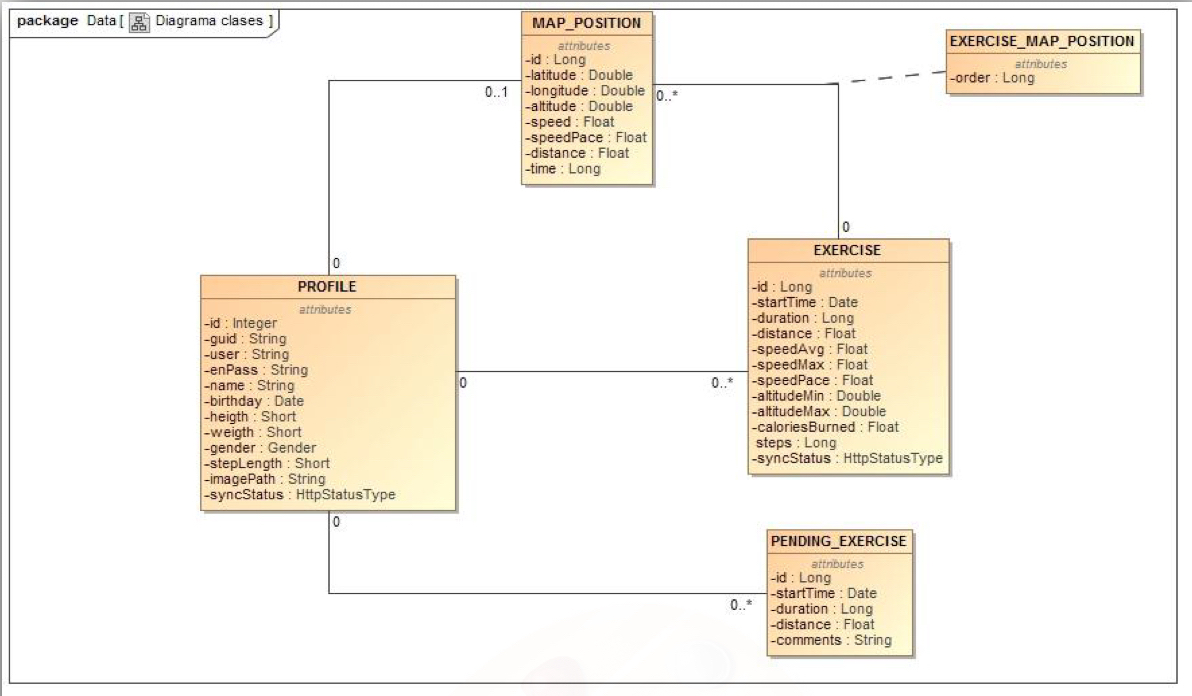 package Data [ Diagrama clases ]
MAP_POSITION
attributes
-id : Long
-latitude : Double
-longitude : Double
-altitude : Double
-speed : Float
-speedPace : Float
-distance : Float
-time : Long
EXERCISE_MAP_POSITION
attributes
-order : Long
0..1
0..*
0
0
EXERCISE
attributes
-id : Long
-startTime : Date
-duration : Long
-distance : Float
-speedAvg : Float
-speedMax : Float
-speedPace : Float
-altitudeMin : Double
-altitudeMax : Double
-caloriesBurned : Float
steps : Long
-syncStatus : HttpStatusType
PROFILE
attributes
-id : Integer
-guid : String
-user : String
-enPass : String
-name : String
-birthday : Date
-heigth : Short
-weigth : Short
-gender : Gender
-stepLength : Short
-imagePath : String
-syncStatus : HttpStatusType
0
0..*
0
0..*
PENDING_EXERCISE
attributes
-id : Long
-startTime : Date
-duration : Long
-distance : Float
-comments : String